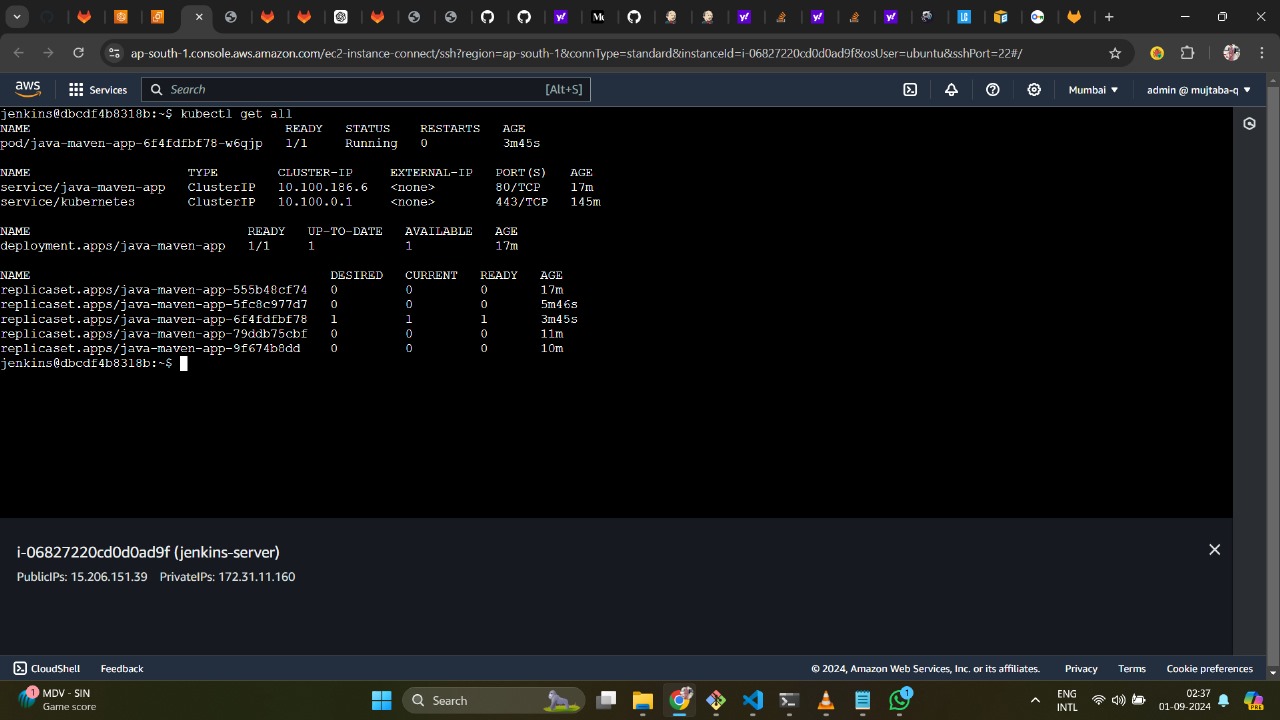 ap-south-1.console.aws.amazon.com/ec2-instance-connect/ssh?region=ap-south-1&connType=standard&instanceId=i-06827220cd0d0ad9f&osUser=ubuntu&sshPort=22#/
aws Services Search [Alt+S] Mumbai admin @ mujtaba-q
jenkins@dbcdf4b8318b:~$ kubectl get all
NAME READY STATUS RESTARTS AGE
pod/java-maven-app-6f4fdfbf78-w6qjp 1/1 Running 0 3m45s
NAME TYPE CLUSTER-IP EXTERNAL-IP PORT(S) AGE
service/java-maven-app ClusterIP 10.100.186.6 <none> 80/TCP 17m
service/kubernetes ClusterIP 10.100.0.1 <none> 443/TCP 145m
NAME READY UP-TO-DATE AVAILABLE AGE
deployment.apps/java-maven-app 1/1 1 1 17m
NAME DESIRED CURRENT READY AGE
replicaset.apps/java-maven-app-555b48cf74 0 0 0 17m
replicaset.apps/java-maven-app-5fc8c977d7 0 0 0 5m46s
replicaset.apps/java-maven-app-6f4fdfbf78 1 1 1 3m45s
replicaset.apps/java-maven-app-79ddb75cbf 0 0 0 11m
replicaset.apps/java-maven-app-9f674b8dd 0 0 0 10m
jenkins@dbcdf4b8318b:~$
i-06827220cd0d0ad9f (jenkins-server)
PublicIPs: 15.206.151.39 PrivateIPs: 172.31.11.160
CloudShell Feedback © 2024, Amazon Web Services, Inc. or its affiliates. Privacy Terms Cookie preferences
1 MDV - SIN Search 1 ENG 02:37
Game score INTL 01-09-2024